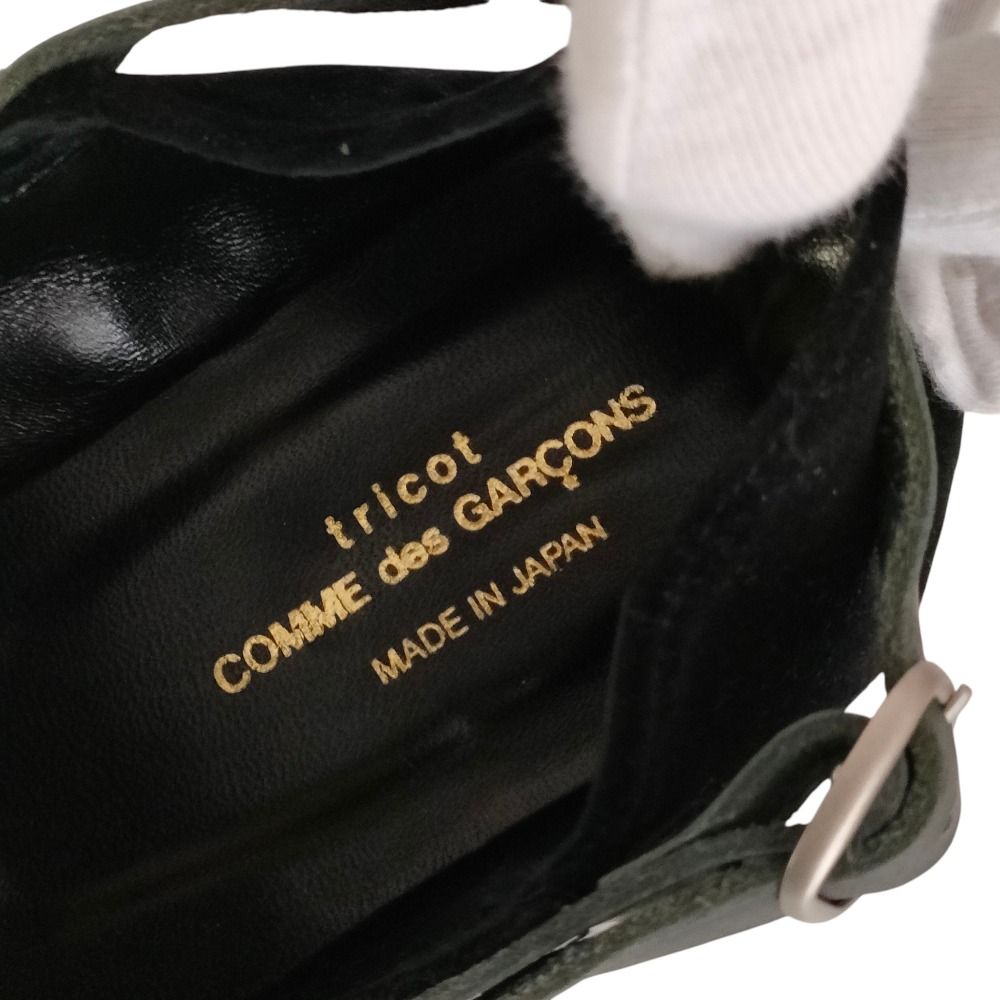 tricot
COMME des GARÇONS
MADE IN JAPAN